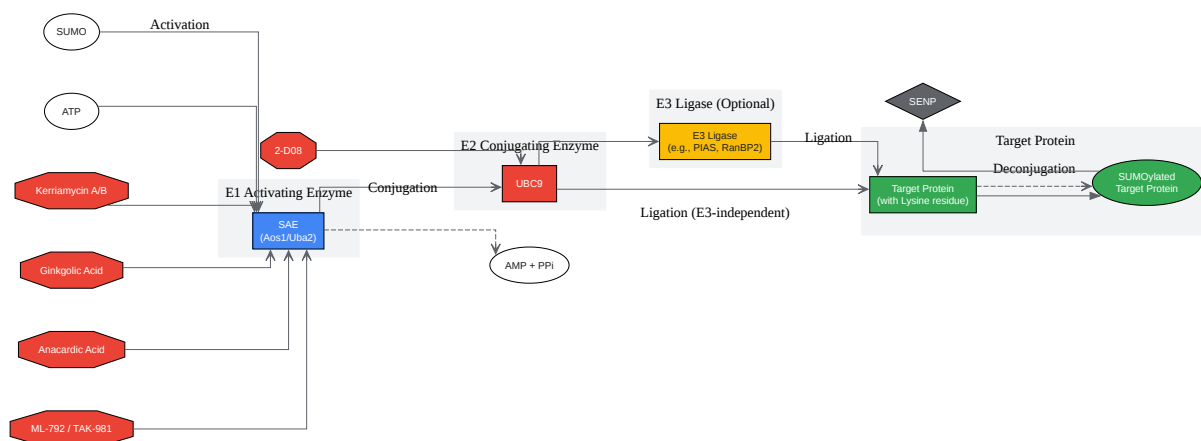 SUMO
Activation
ATP
2-D08
Kerriamycin A/B
E1 Activating Enzyme
SAE
(Aos1/Uba2)
Conjugation
Ginkgolic Acid
Anacardic Acid
ML-792 / TAK-981
AMP + PPi
E2 Conjugating Enzyme
UBC9
E3 Ligase (Optional)
E3 Ligase
(e.g., PIAS, RanBP2)
Ligation
Ligation (E3-independent)
SENP
Target Protein
Deconjugation
Target Protein
(with Lysine residue)
SUMOylated
Target Protein